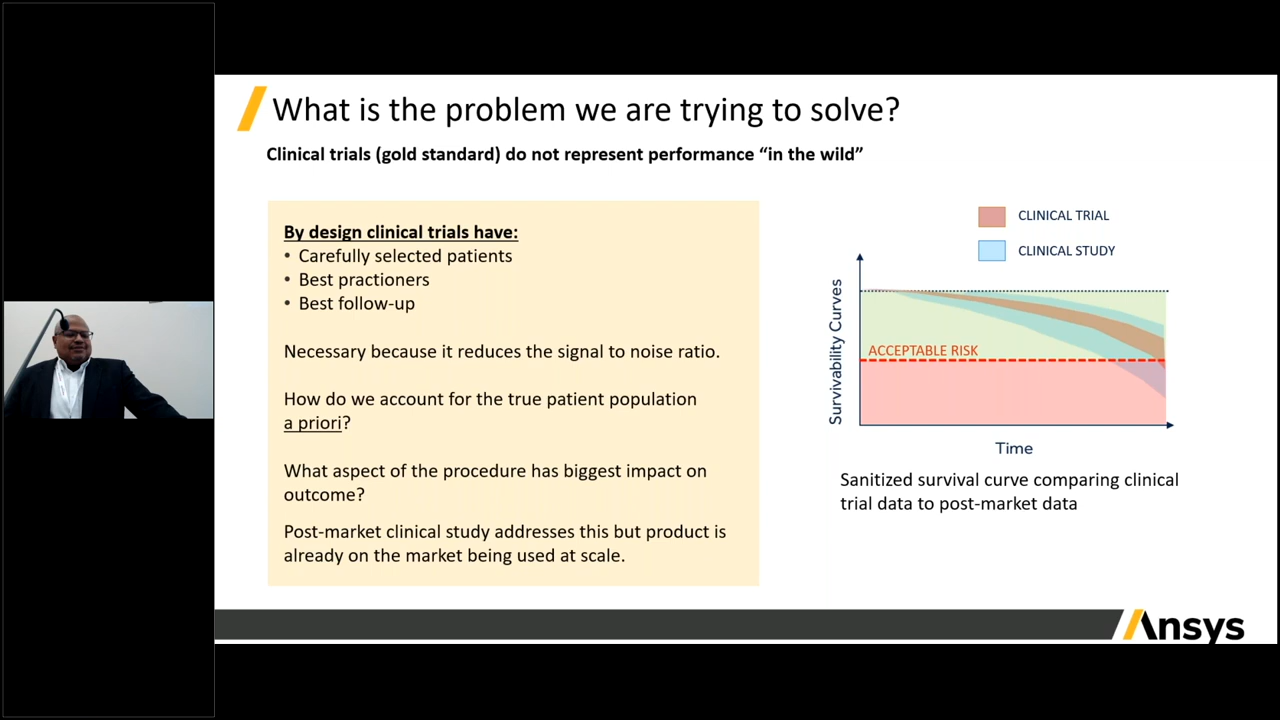 What is the problem we are trying to solve?
Clinical trials (gold standard) do not represent performance “in the wild”
By design clinical trials have:
• Carefully selected patients
• Best practioners
• Best follow-up
Necessary because it reduces the signal to noise ratio.
How do we account for the true patient population
a priori?
What aspect of the procedure has biggest impact on
outcome?
Post-market clinical study addresses this but product is
already on the market being used at scale.
CLINICAL TRIAL
CLINICAL STUDY
Survivability Curves
ACCEPTABLE RISK
Time
Sanitized survival curve comparing clinical
trial data to post-market data
Ansys